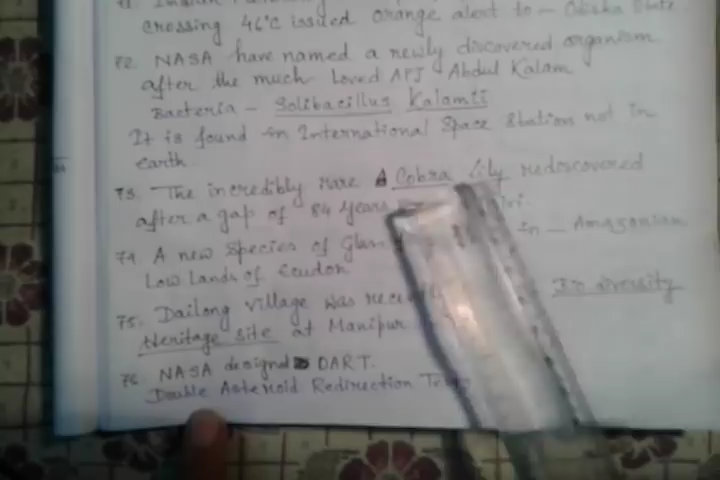 crossing 46°C issued orange alert to – Odisha State
72. NASA have named a newly discovered organism
after the much Loved APJ Abdul Kalam
Bacteria – Solibacillus Kalamii
It is found in International Space Station not in
earth.
73. The incredibly rare Cobra Lily rediscovered
after a gap of 84 years
74. A new species of in – Amazonian
Low Lands of
75. Dailong village was Bio diversity
Heritage site at Manipur
76. NASA designed DART.
Double Asteroid Redirection